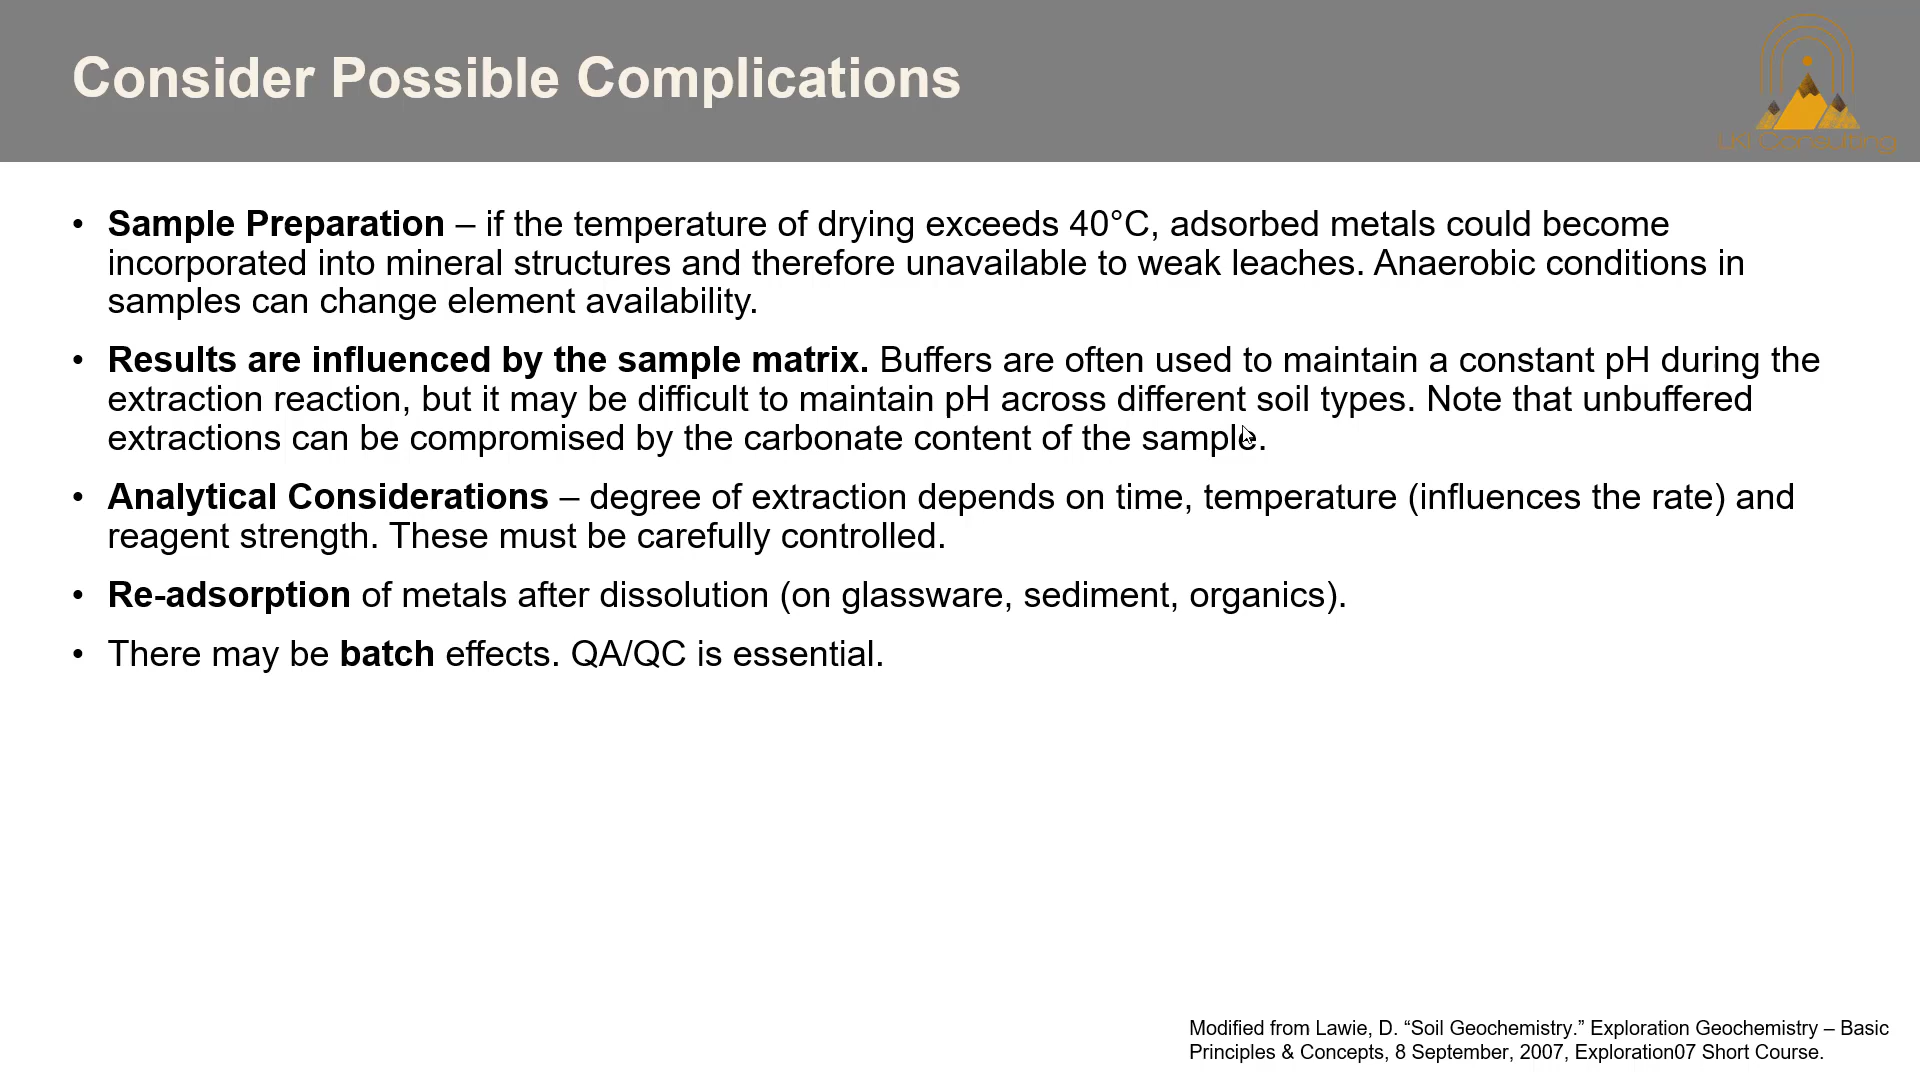 Consider Possible Complications
LKI Consulting
• Sample Preparation – if the temperature of drying exceeds 40°C, adsorbed metals could become
incorporated into mineral structures and therefore unavailable to weak leaches. Anaerobic conditions in
samples can change element availability.
• Results are influenced by the sample matrix. Buffers are often used to maintain a constant pH during the
extraction reaction, but it may be difficult to maintain pH across different soil types. Note that unbuffered
extractions can be compromised by the carbonate content of the sample.
• Analytical Considerations – degree of extraction depends on time, temperature (influences the rate) and
reagent strength. These must be carefully controlled.
• Re-adsorption of metals after dissolution (on glassware, sediment, organics).
• There may be batch effects. QA/QC is essential.
Modified from Lawie, D. “Soil Geochemistry.” Exploration Geochemistry – Basic
Principles & Concepts, 8 September, 2007, Exploration07 Short Course.